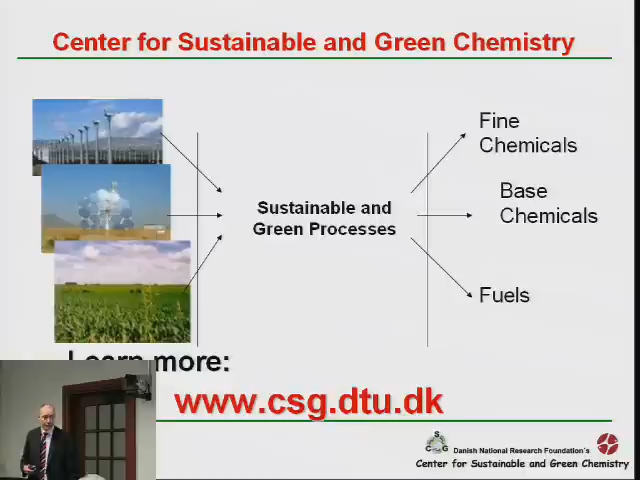 Center for Sustainable and Green Chemistry
Fine
Chemicals
Base
Chemicals
Sustainable and
Green Processes
Fuels
Learn more:
www.csg.dtu.dk
CSG
Danish National Research Foundation's
Center for Sustainable and Green Chemistry